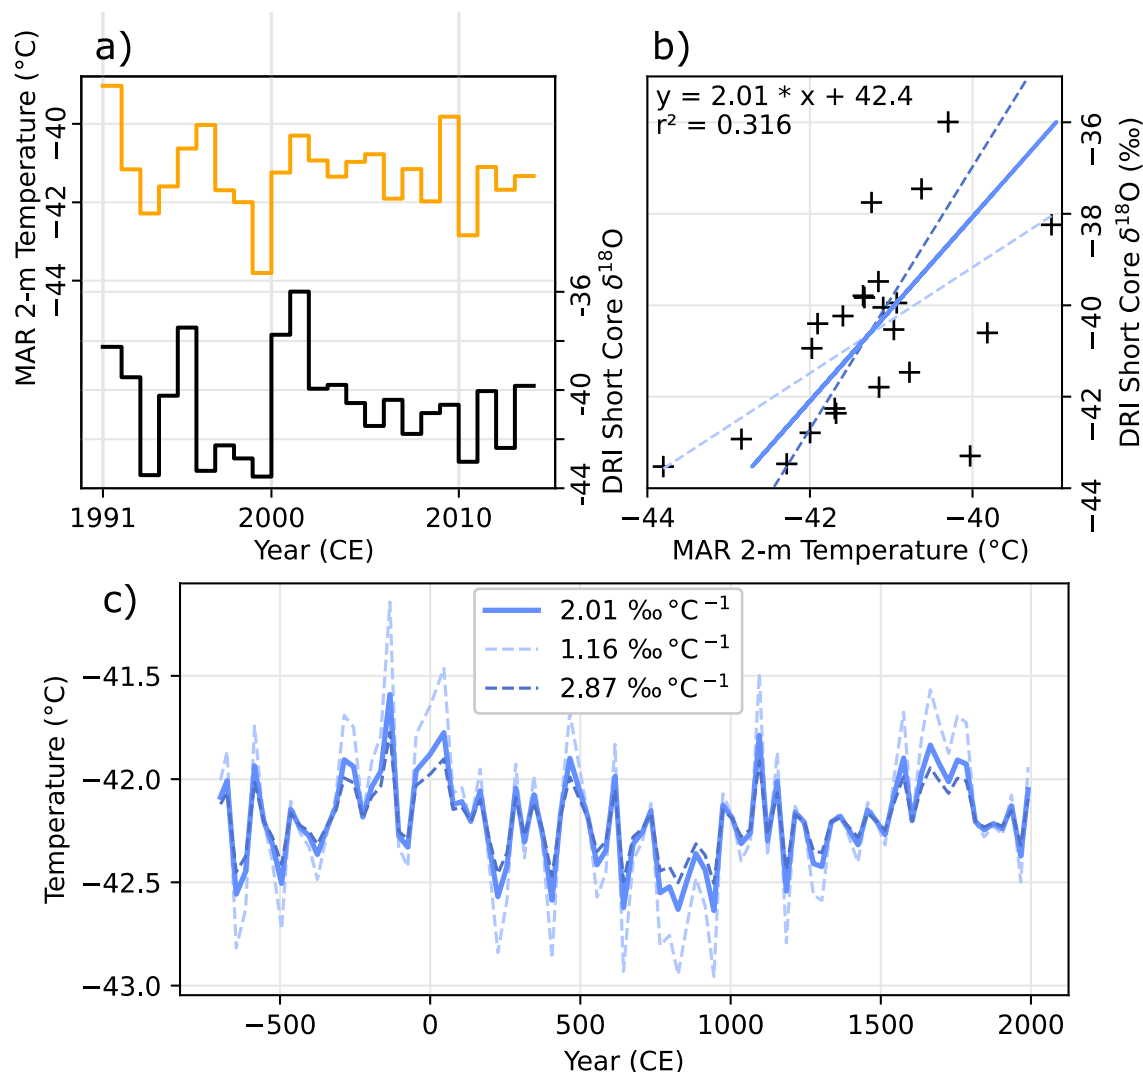 a)
MAR 2-m Temperature (°C)
−40
−42
−44
-36
-40
-44
DRI Short Core δ¹⁸O
1991
2000
2010
Year (CE)
b)
y = 2.01 * x + 42.4
r² = 0.316
−36
−38
−40
−42
−44
DRI Short Core δ¹⁸O (‰)
−44
−42
−40
MAR 2-m Temperature (°C)
c)
2.01 ‰ °C⁻¹
1.16 ‰ °C⁻¹
2.87 ‰ °C⁻¹
−41.5
−42.0
−42.5
−43.0
Temperature (°C)
−500
0
500
1000
1500
2000
Year (CE)